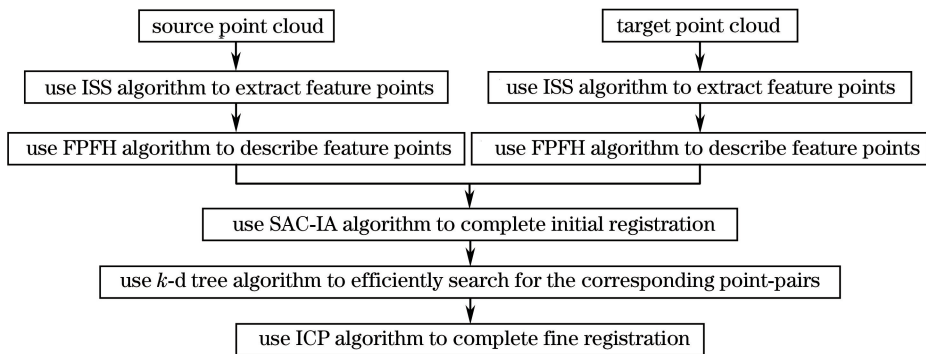 source point cloud
target point cloud
use ISS algorithm to extract feature points
use ISS algorithm to extract feature points
use FPFH algorithm to describe feature points
use FPFH algorithm to describe feature points
use SAC-IA algorithm to complete initial registration
use k-d tree algorithm to efficiently search for the corresponding point-pairs
use ICP algorithm to complete fine registration